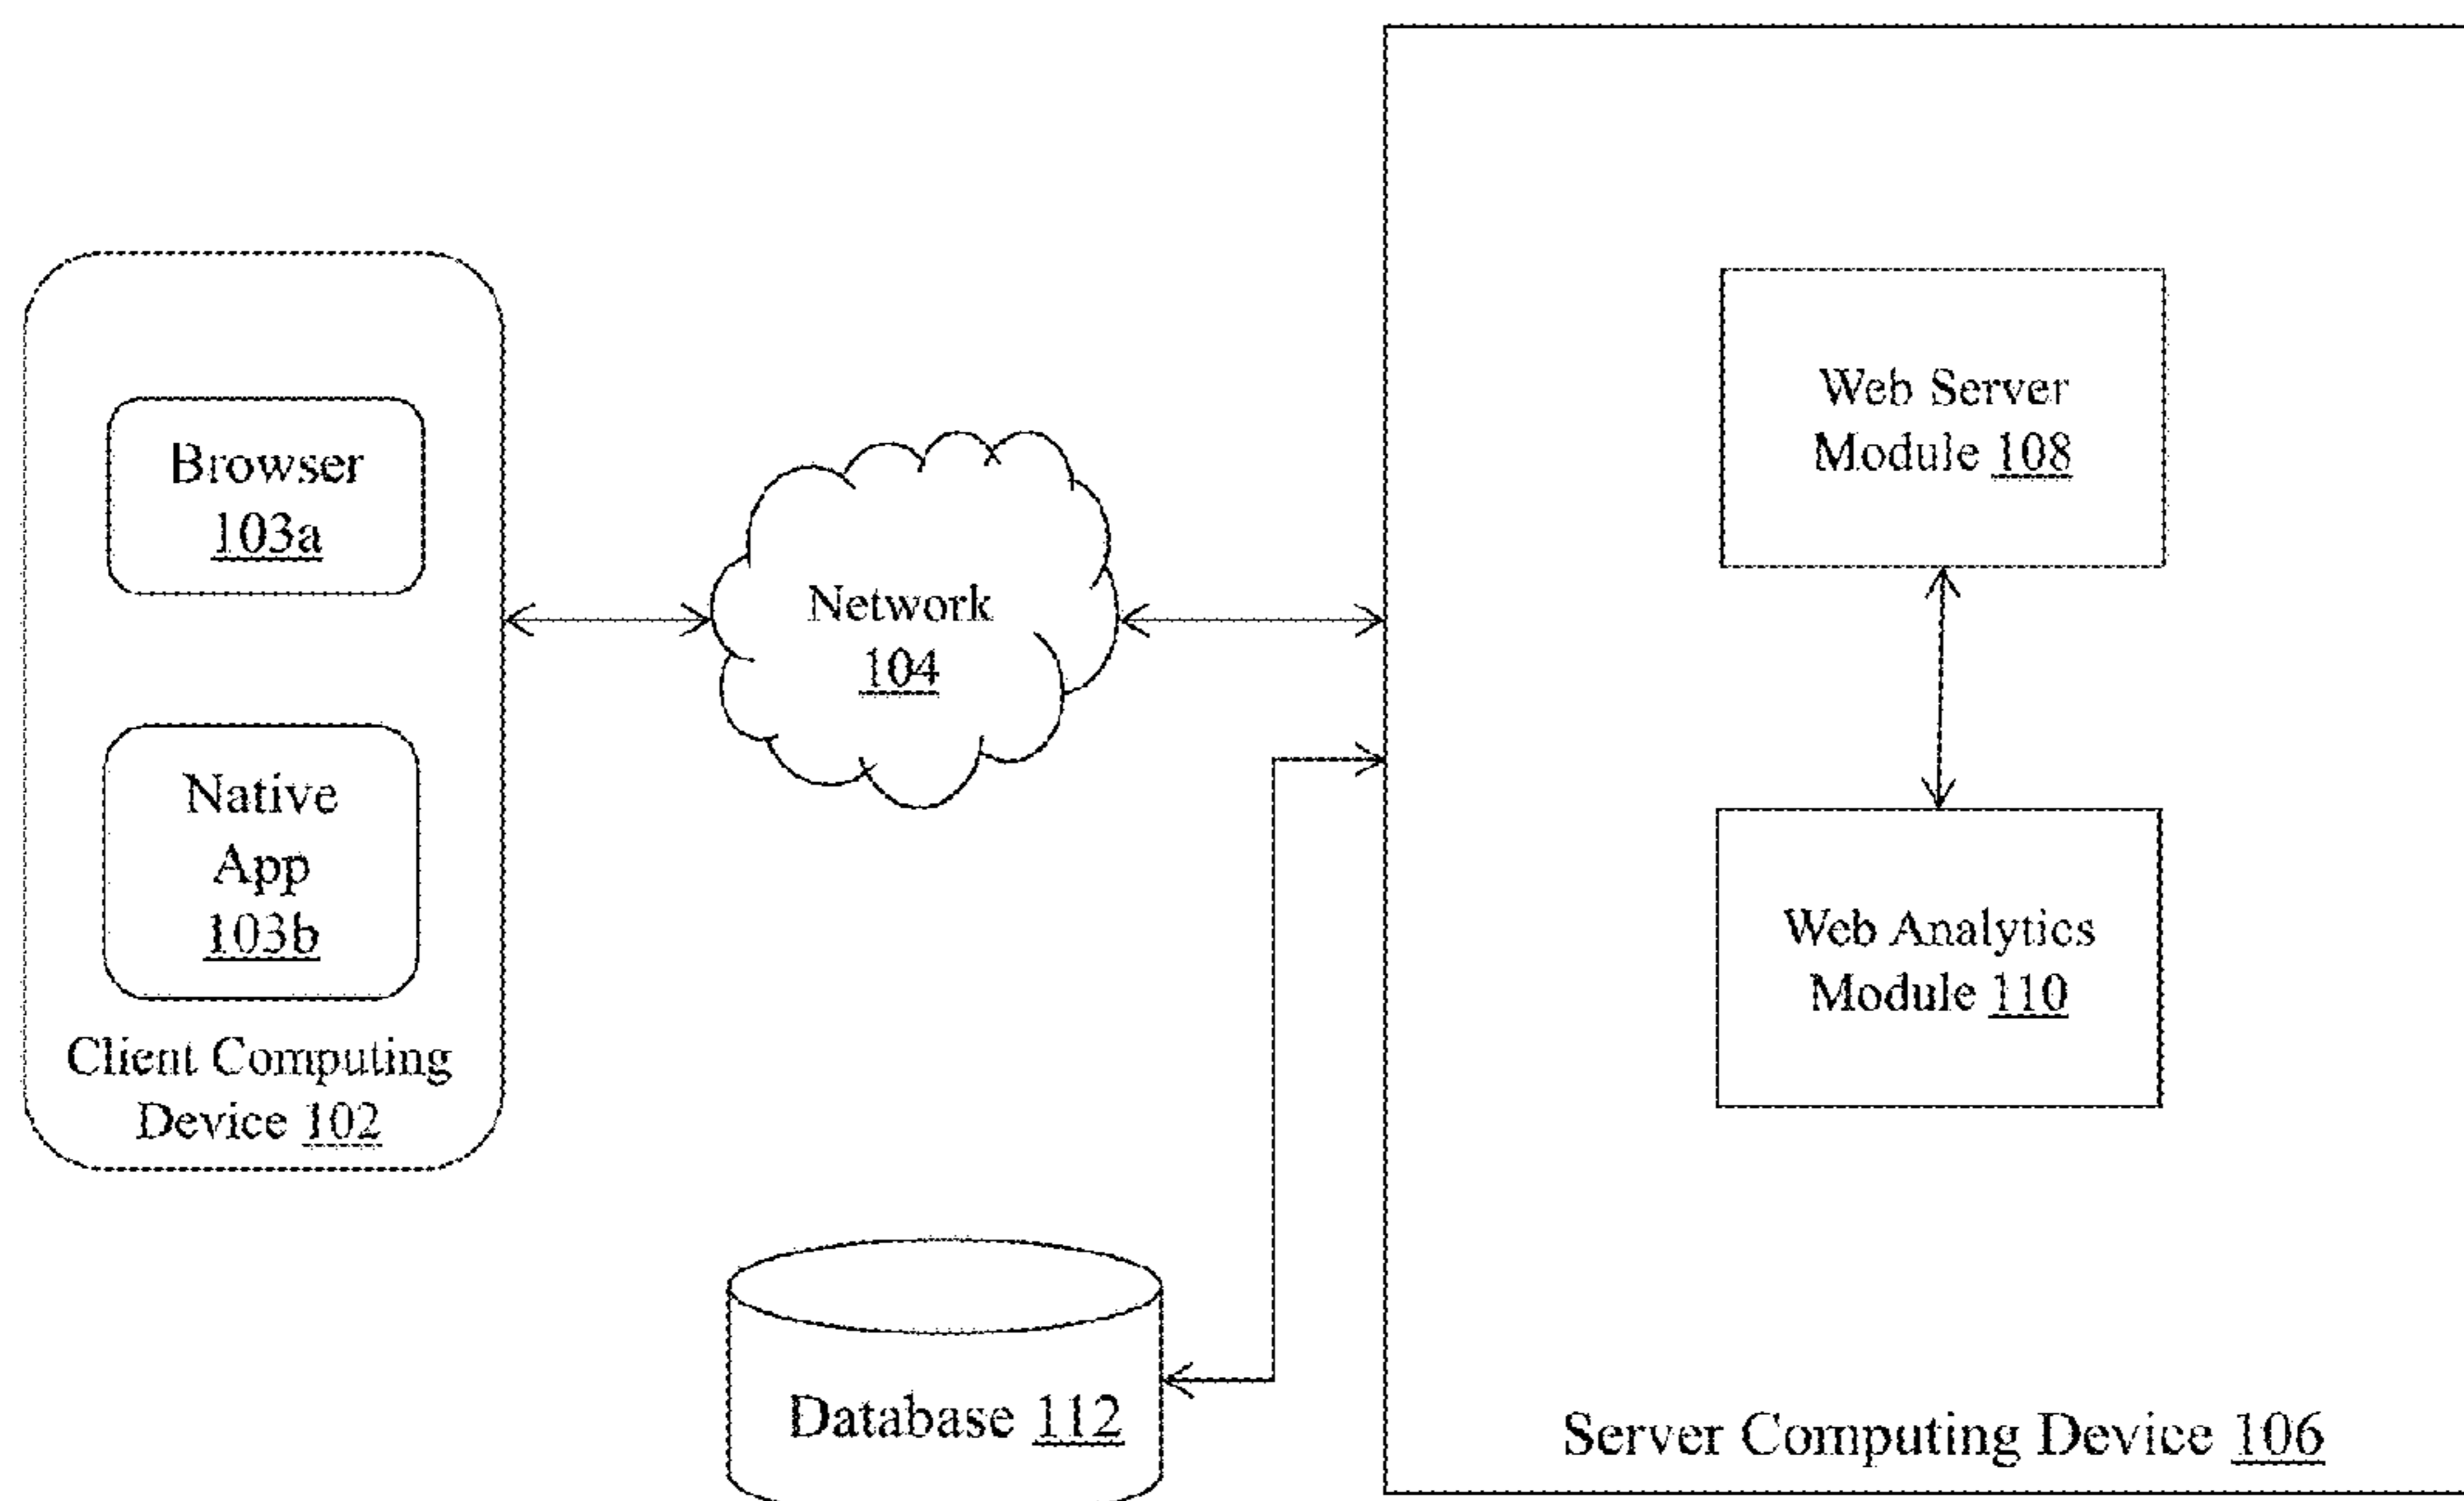 Browser
103a
Native
App
103b
Client Computing
Device 102
Network
104
Database 112
Web Server
Module 108
Web Analytics
Module 110
Server Computing Device 106